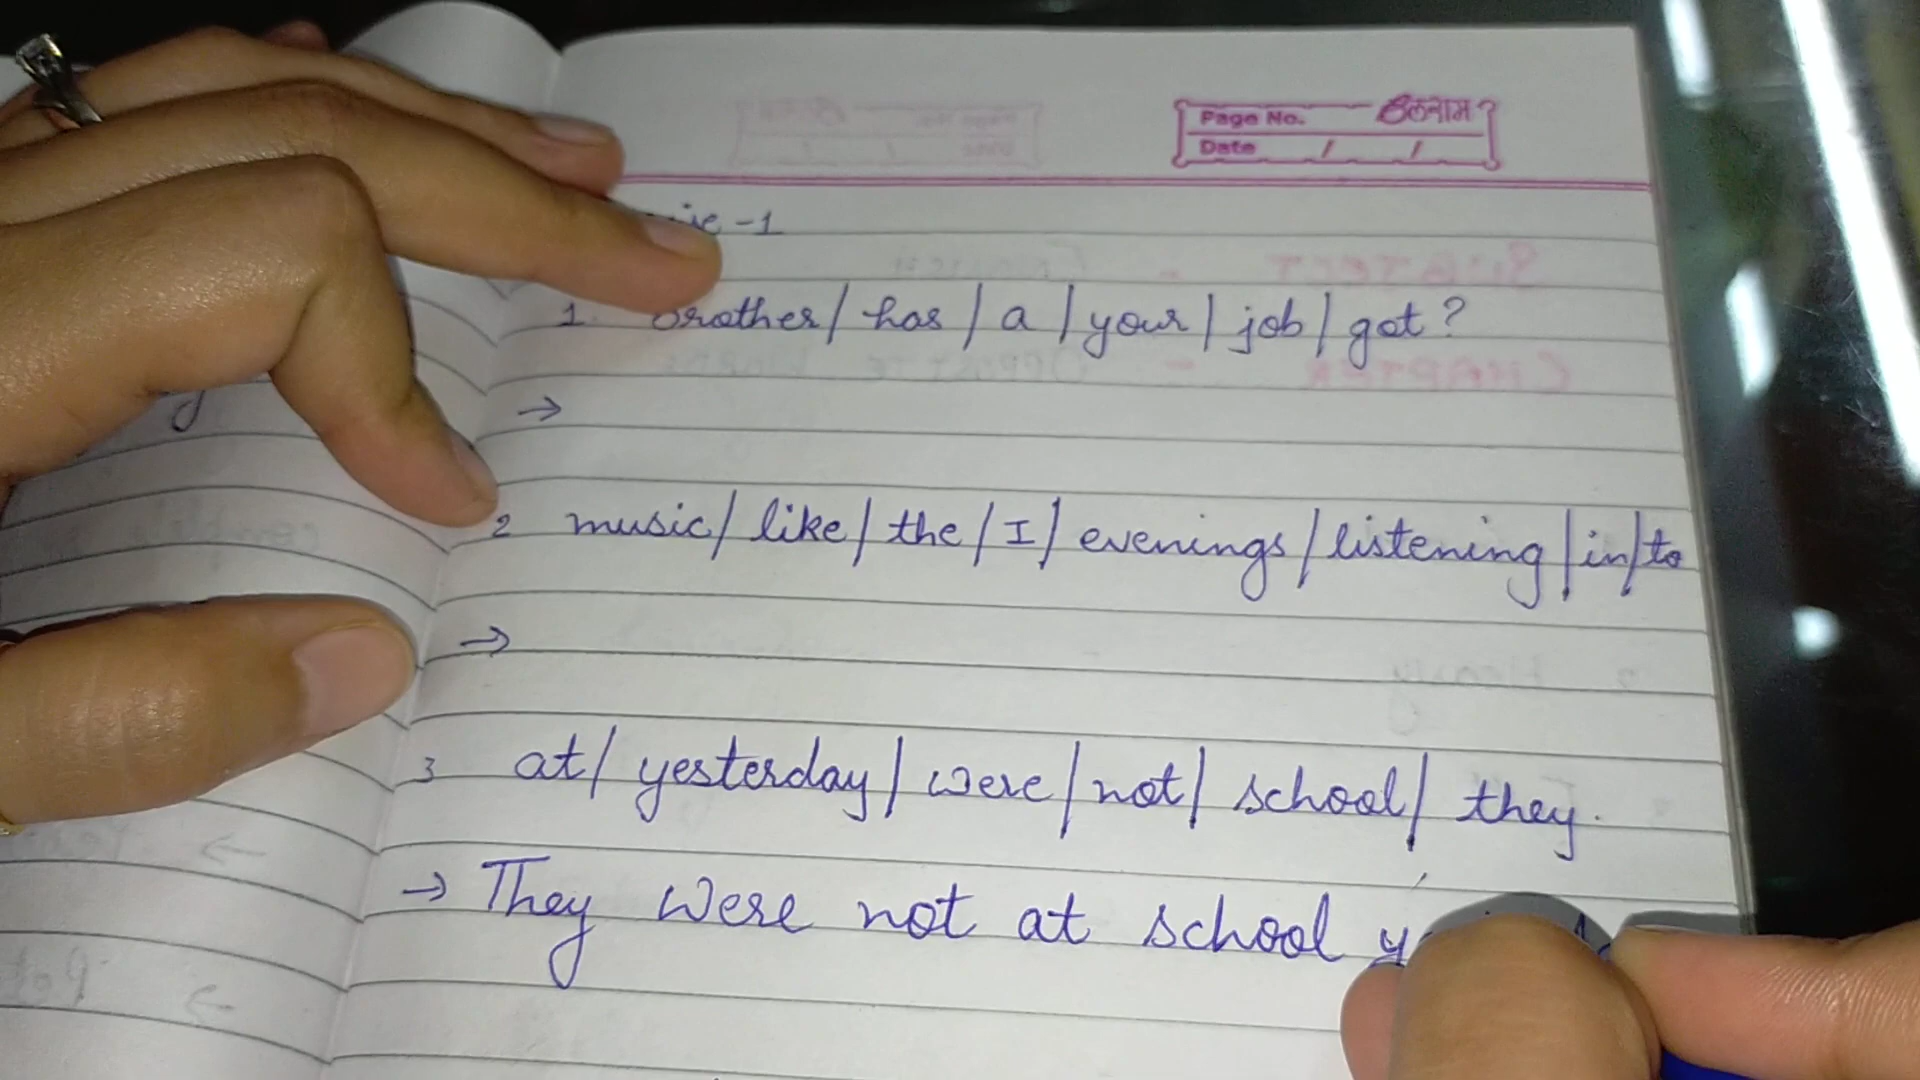 Page No.
Date / /
-1
1. brother/ has / a / your / job / got ?
→
2 music/ like / the / I / evenings / listening / in / to
→
3 at / yesterday / were / not / school / they.
→ They were not at school